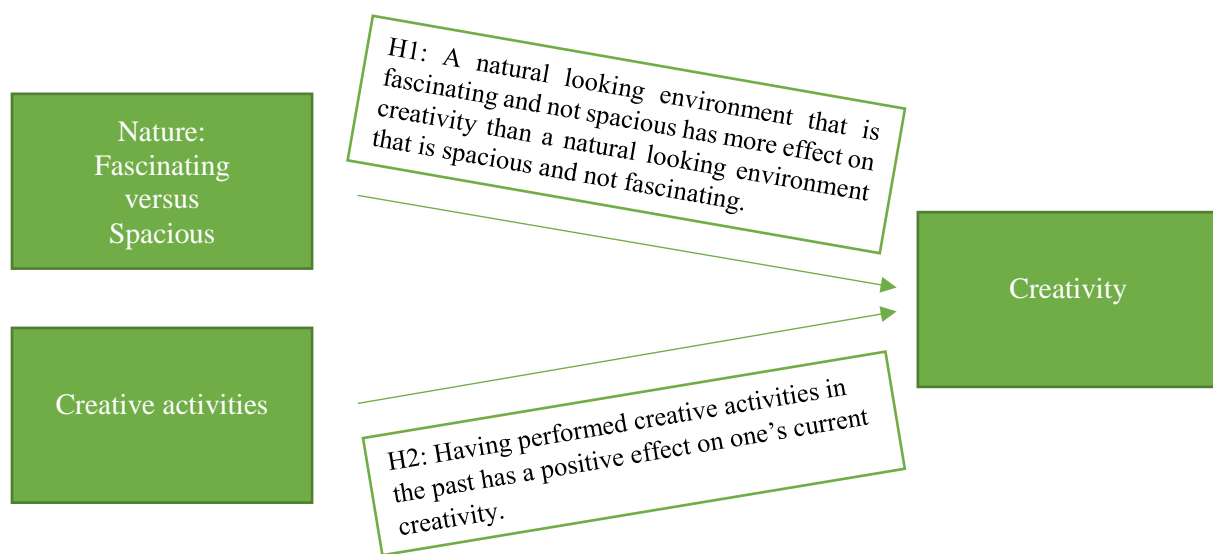 Nature:
Fascinating
versus
Spacious
H1: A natural looking environment that is
fascinating and not spacious has more effect on
creativity than a natural looking environment
that is spacious and not fascinating.
Creativity
Creative activities
H2: Having performed creative activities in
the past has a positive effect on one’s current
creativity.